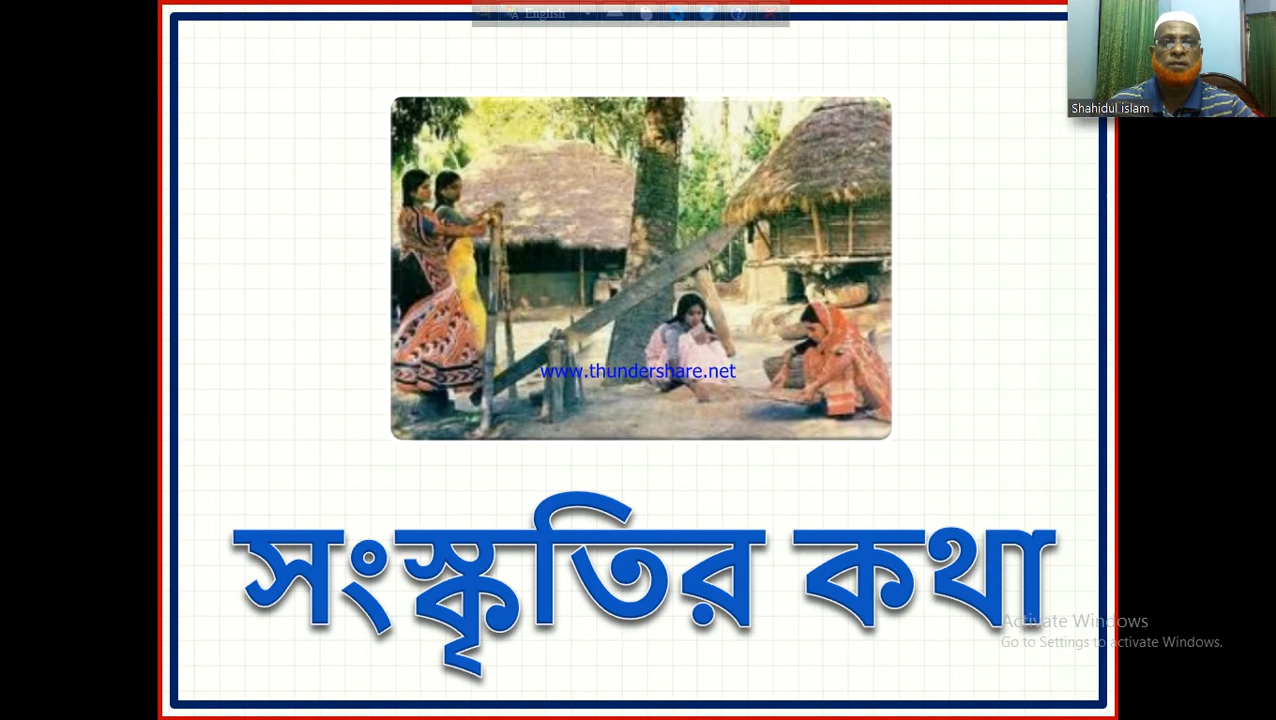 English
Shahidul islam
www.thundershare.net
সংস্কৃতির কথা
Activate Windows
Go to Settings to activate Windows.